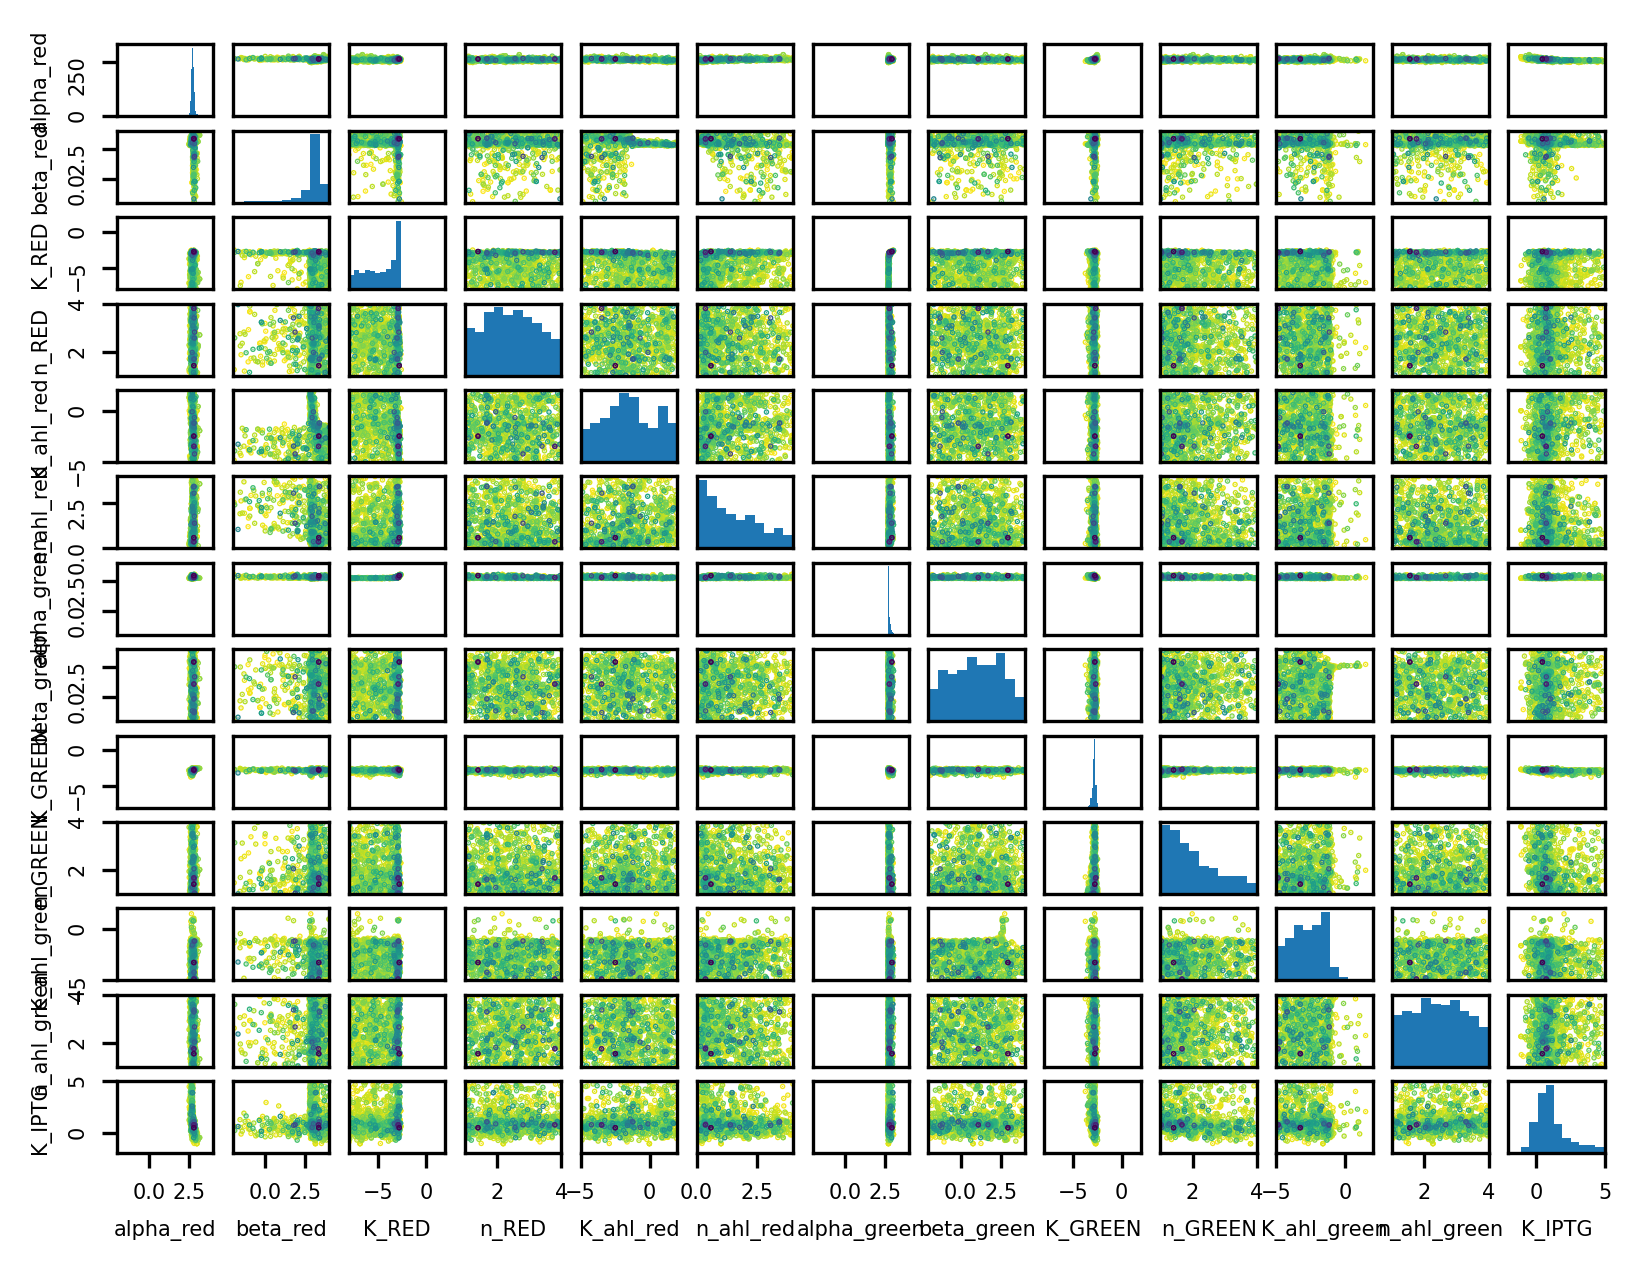 alpha_red
250
0
beta_red
0.02.5
K_RED
0
−5
n_RED
4
2
K_ahl_red
0
−5
n_ahl_red
2.5
0.0
alpha_green
0.02.5
beta_green
0.02.5
K_GREEN
0
−5
n_GREEN
4
2
K_ahl_green
0
−5
n_ahl_green
4
2
K_IPTG
5
0
0.0 2.5 0.0 2.5 −5 0 2 4 −5 0 0.0 2.5 0.0 2.5 0.0 2.5 −5 0 2 4 −5 0 2 4 0 5
alpha_red beta_red K_RED n_RED K_ahl_red n_ahl_red alpha_green beta_green K_GREEN n_GREEN K_ahl_green n_ahl_green K_IPTG